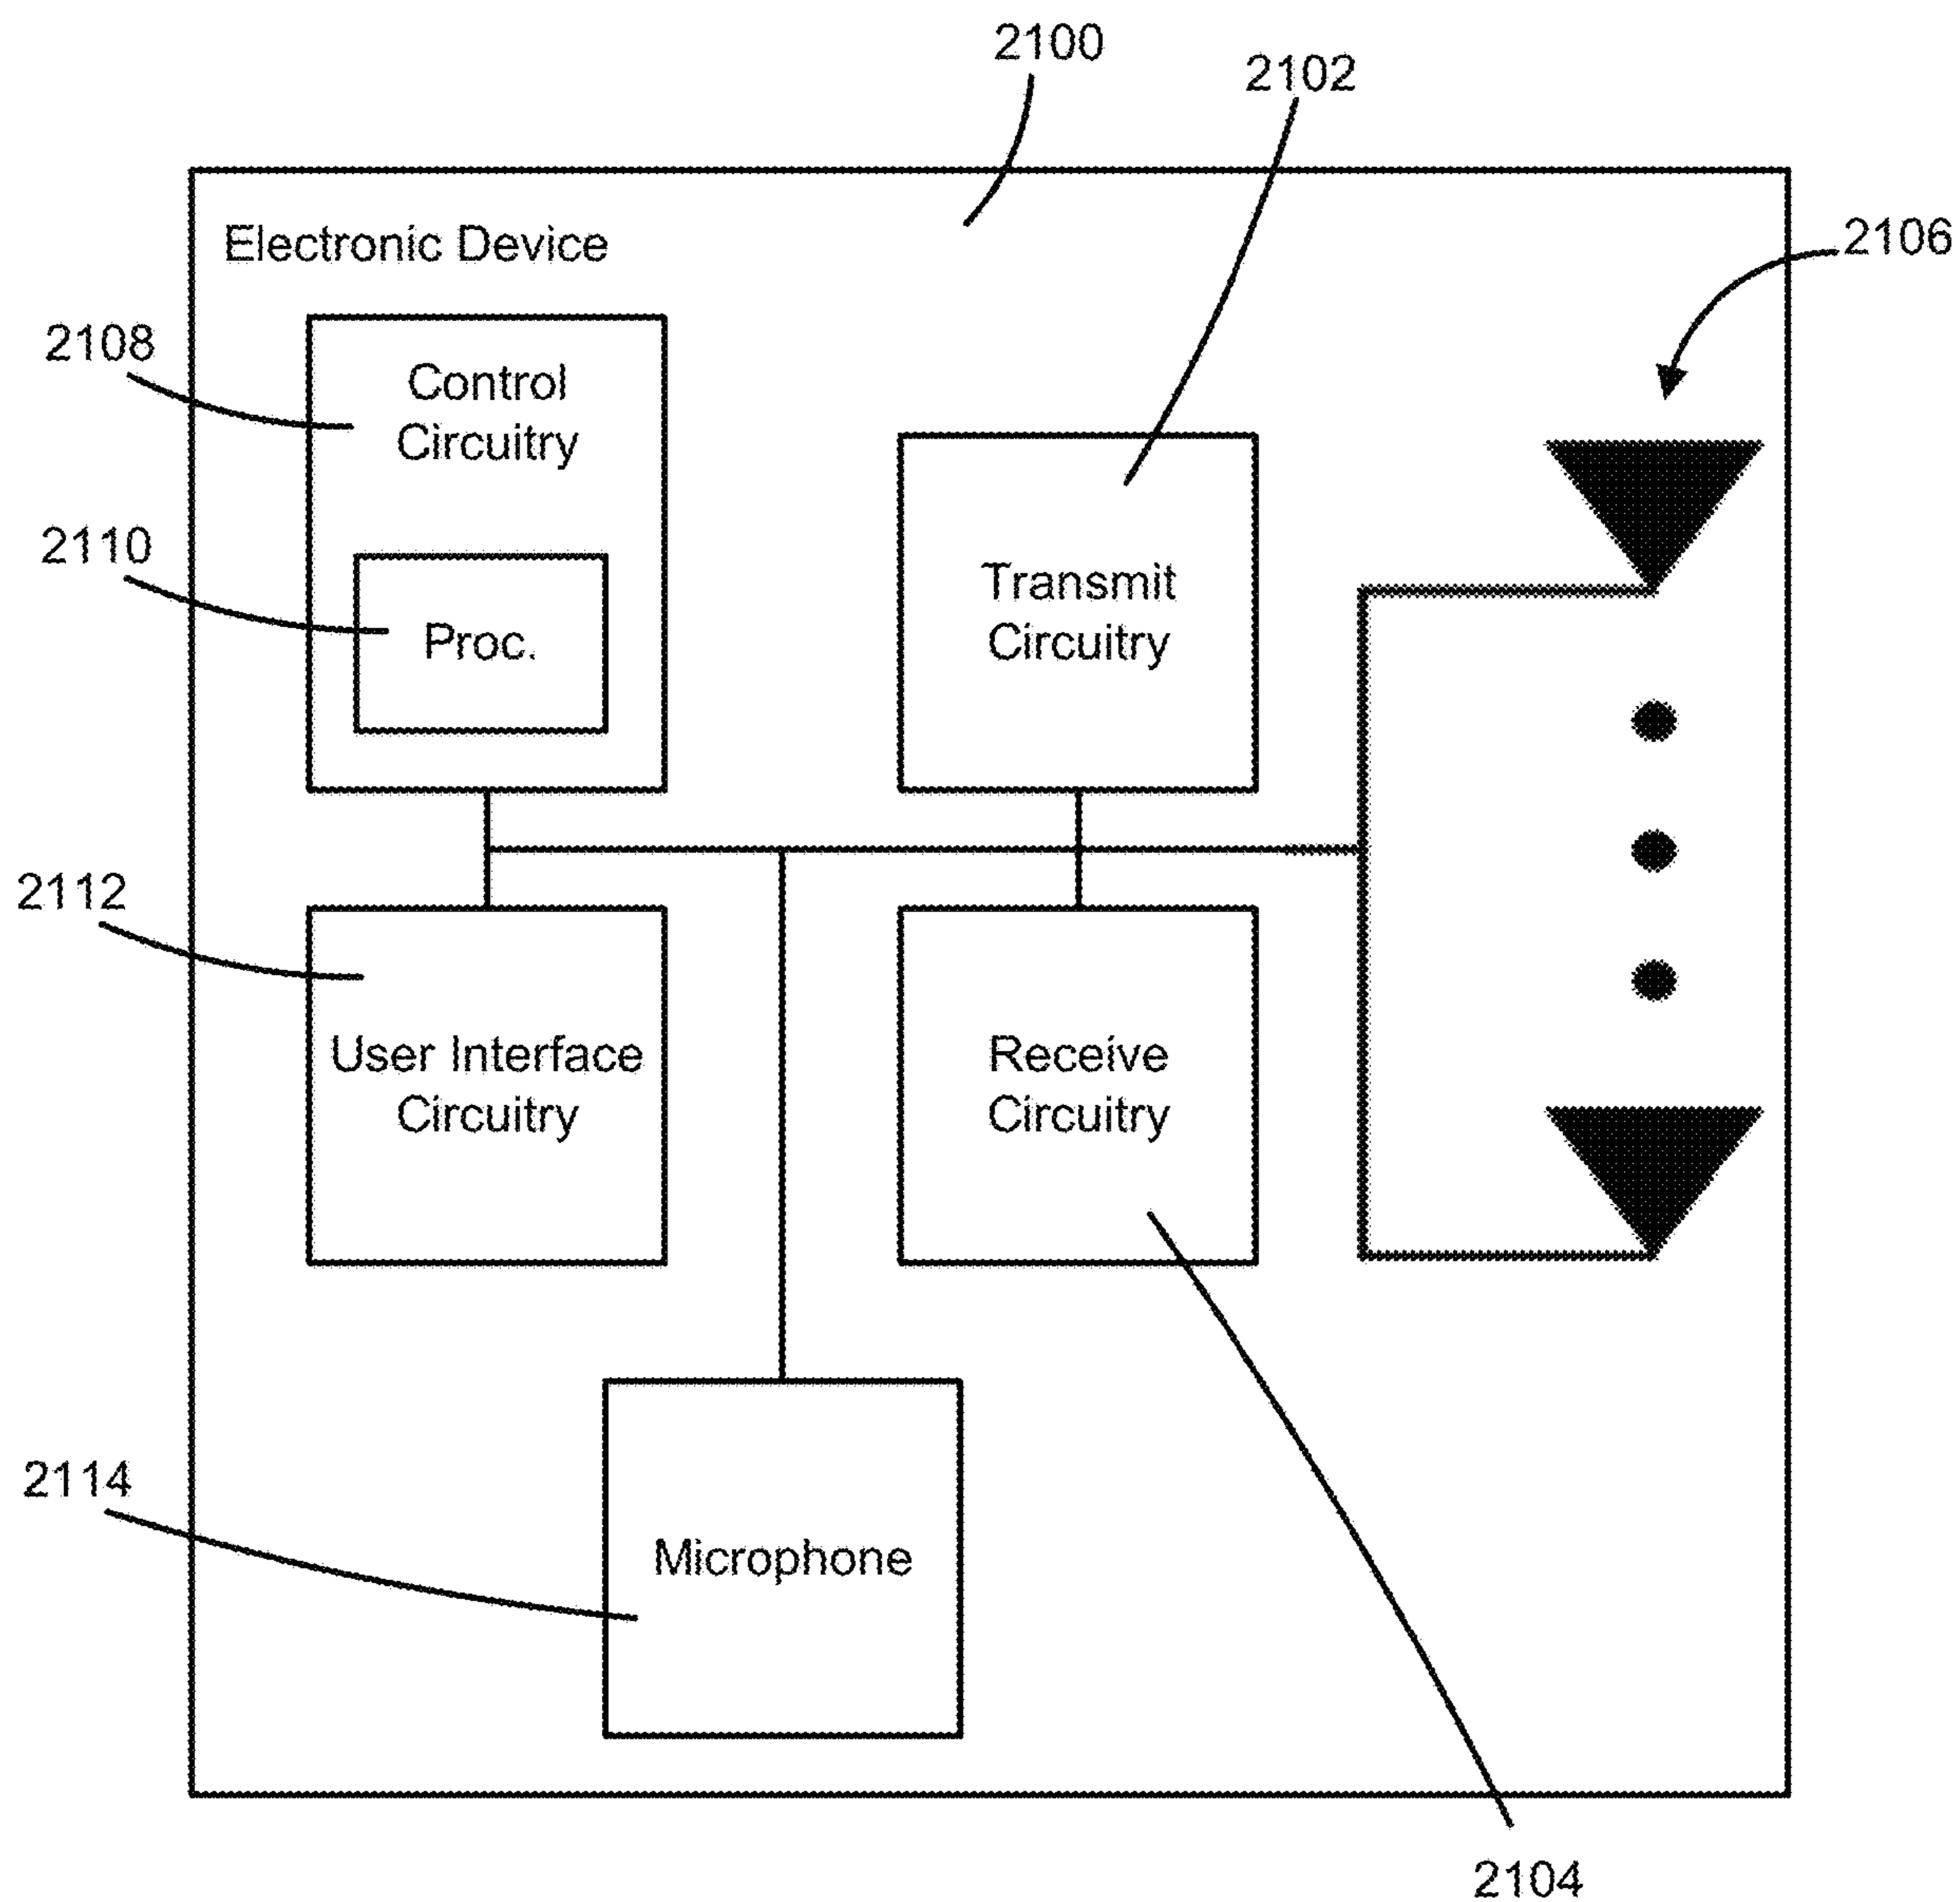 2100
2102
2106
Electronic Device
2108
Control
Circuitry
2110
Proc.
Transmit
Circuitry
2112
User Interface
Circuitry
Receive
Circuitry
2114
Microphone
2104